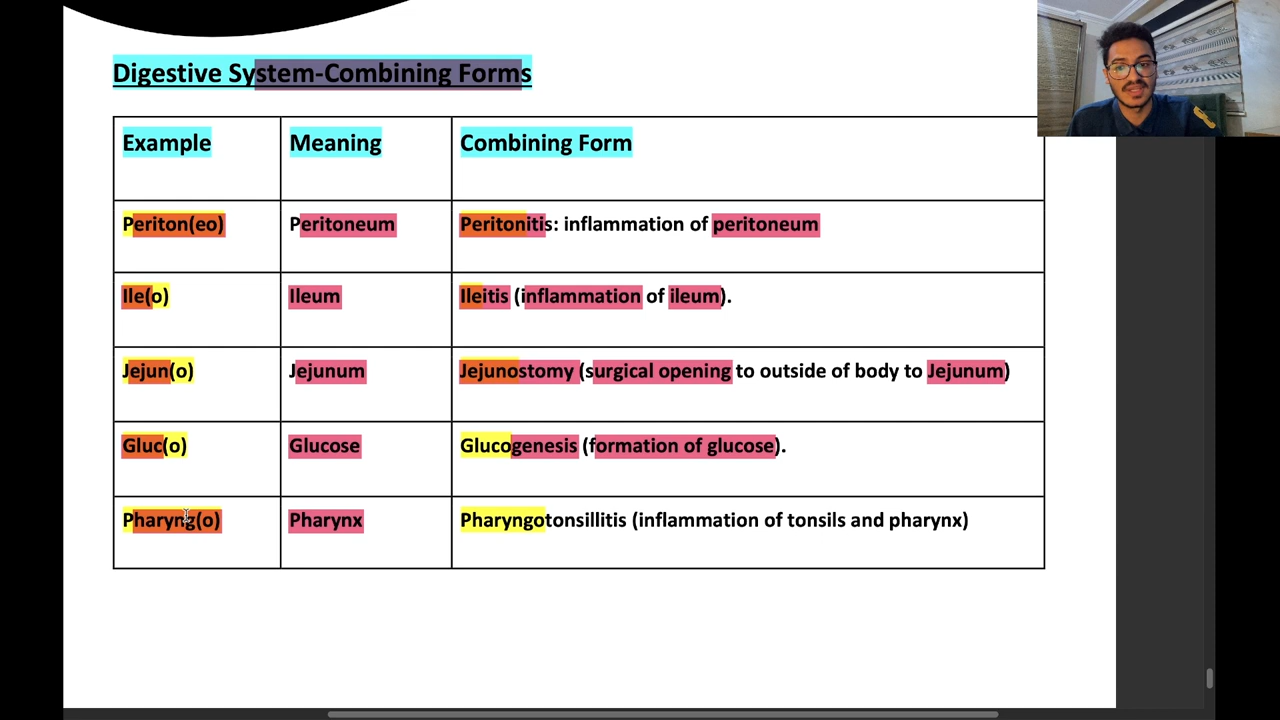 Digestive System-Combining Forms
Example Meaning Combining Form
Periton(eo) Peritoneum Peritonitis: inflammation of peritoneum
Ile(o) Ileum Ileitis (inflammation of ileum).
Jejun(o) Jejunum Jejunostomy (surgical opening to outside of body to Jejunum)
Gluc(o) Glucose Glucogenesis (formation of glucose).
Pharyng(o) Pharynx Pharyngotonsillitis (inflammation of tonsils and pharynx)